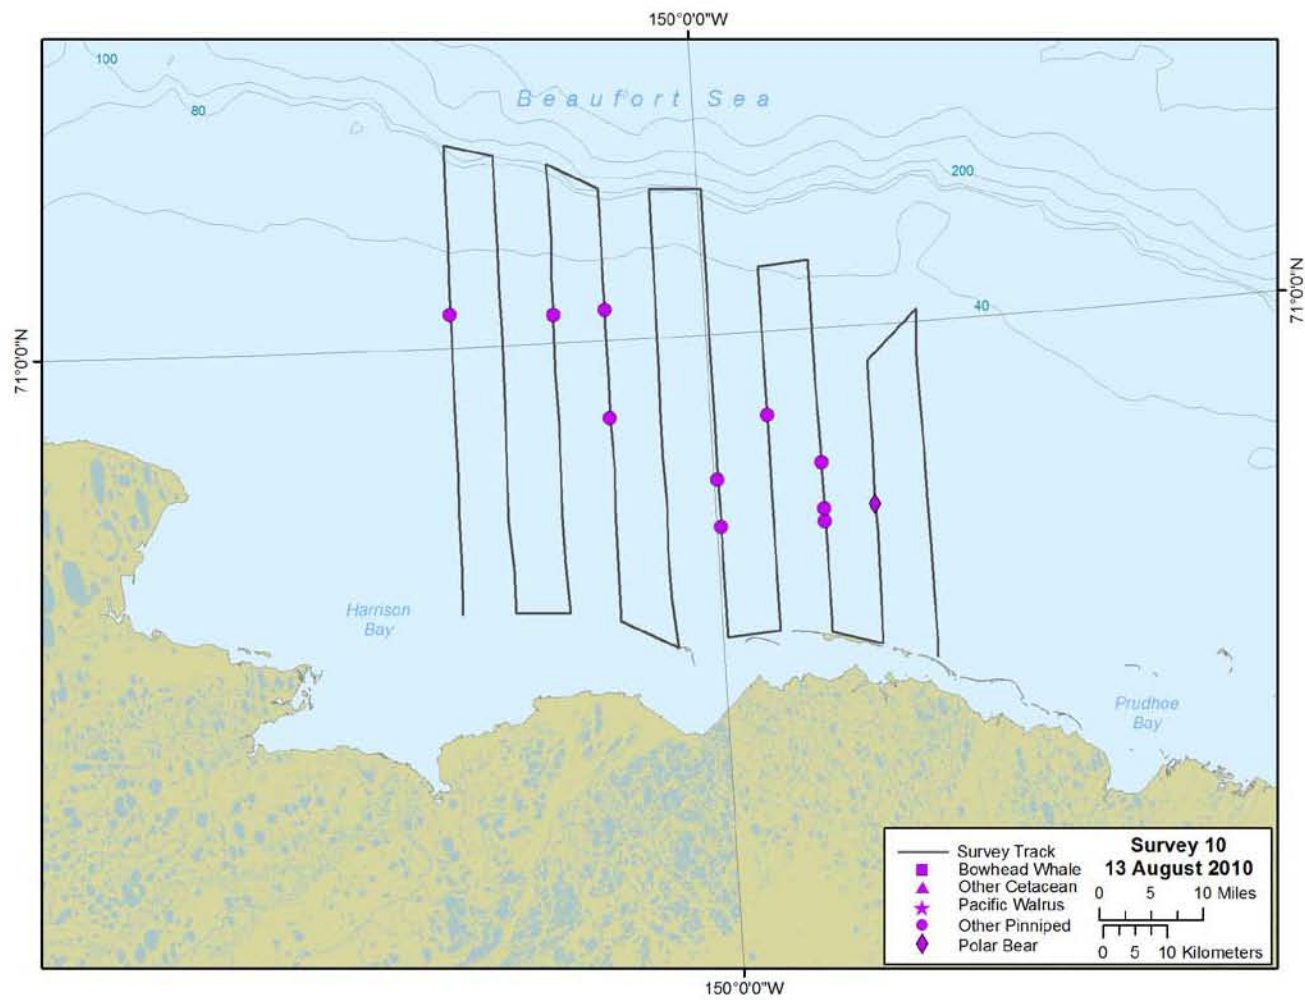 150°0'0"W
100
Beaufort Sea
80
200
71°0'0"N
40
71°0'0"N
Harrison
Bay
Prudhoe
Bay
Survey Track
Bowhead Whale
Other Cetacean
Pacific Walrus
Other Pinniped
Polar Bear
Survey 10
13 August 2010
0 5 10 Miles
0 5 10 Kilometers
150°0'0"W